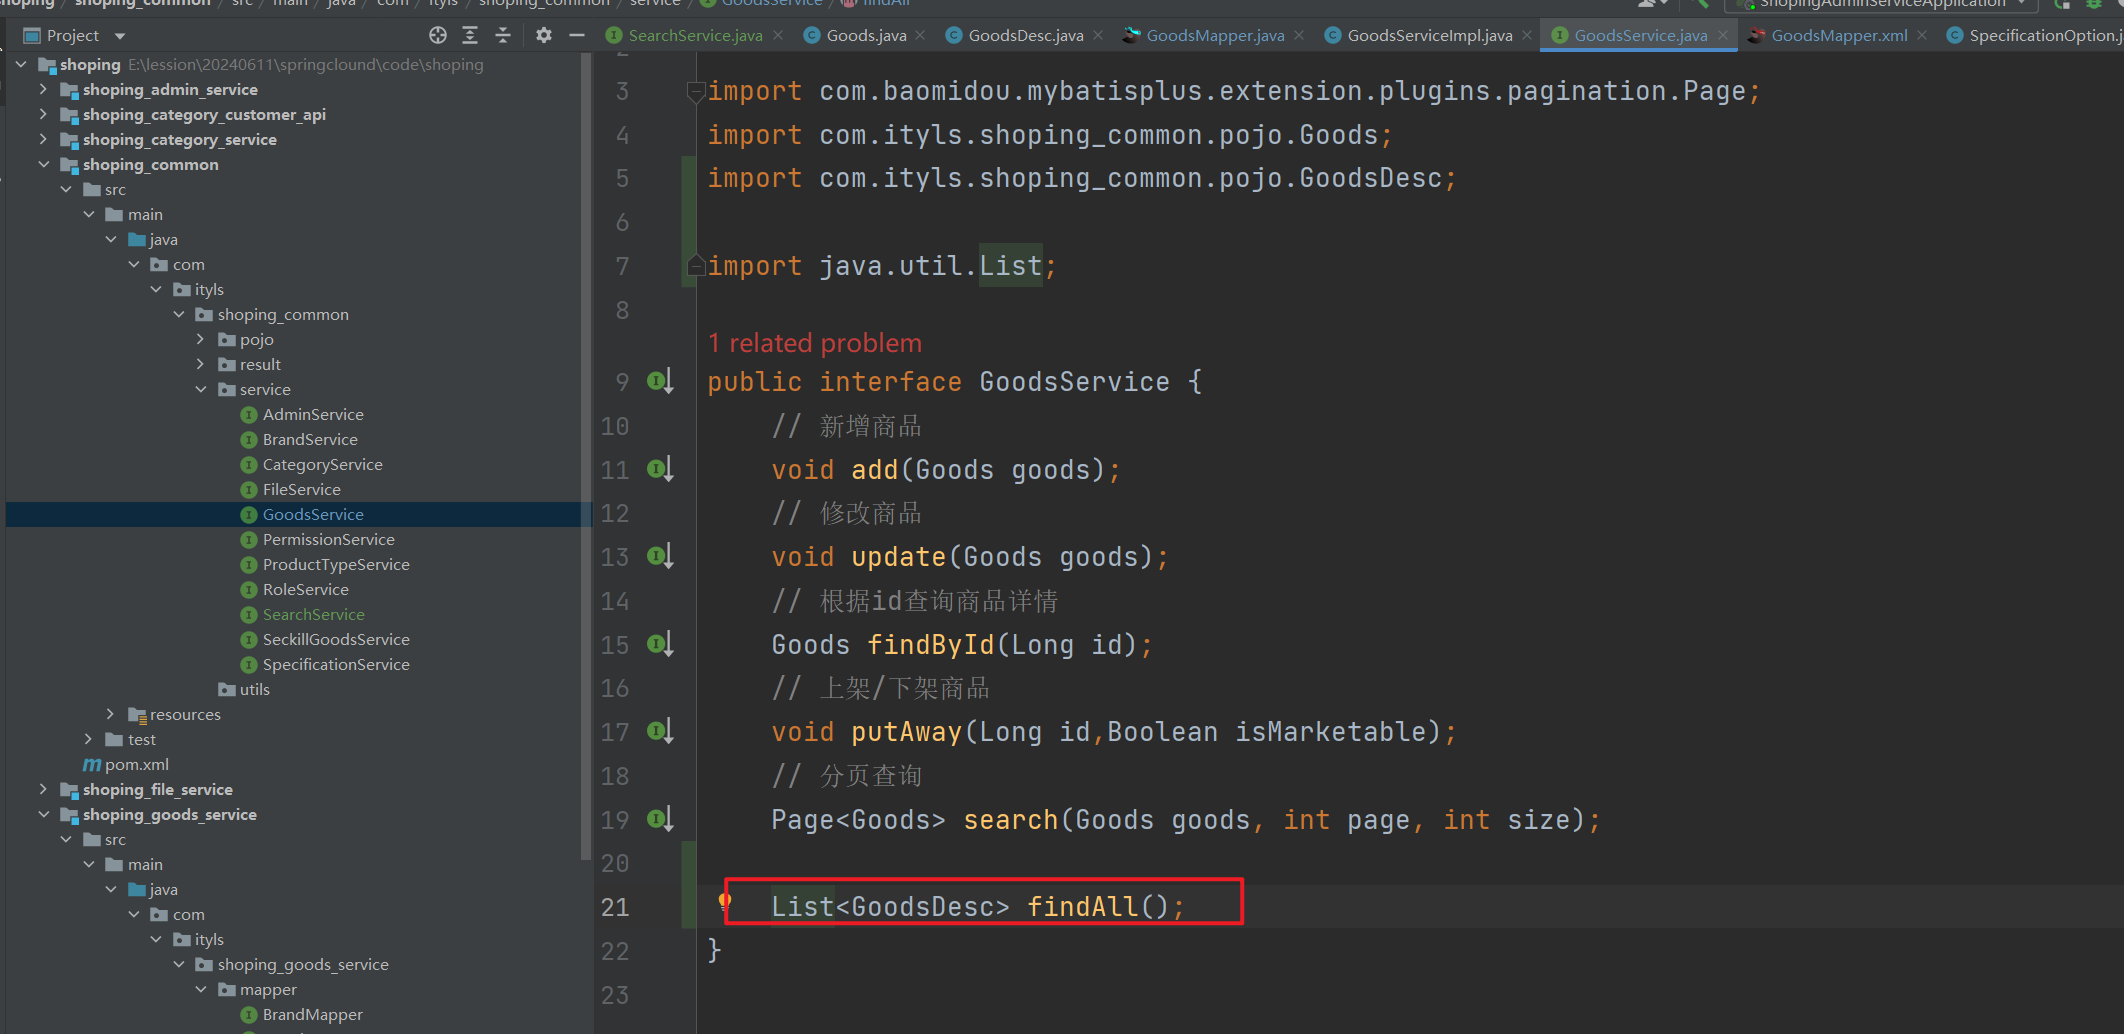 shoping / shoping_common / src / main / java / com / ityls / shoping_common / service / GoodsService / findAll
ShopingAdminServiceApplication
Project
SearchService.java
Goods.java
GoodsDesc.java
GoodsMapper.java
GoodsServiceImpl.java
GoodsService.java
GoodsMapper.xml
SpecificationOption.j
shoping E:\lession\20240611\springclound\code\shoping
shoping_admin_service
shoping_category_customer_api
shoping_category_service
shoping_common
src
main
java
com
ityls
shoping_common
pojo
result
service
AdminService
BrandService
CategoryService
FileService
GoodsService
PermissionService
ProductTypeService
RoleService
SearchService
SeckillGoodsService
SpecificationService
utils
resources
test
pom.xml
shoping_file_service
shoping_goods_service
src
main
java
com
ityls
shoping_goods_service
mapper
BrandMapper
2
3 import com.baomidou.mybatisplus.extension.plugins.pagination.Page;
4 import com.ityls.shoping_common.pojo.Goods;
5 import com.ityls.shoping_common.pojo.GoodsDesc;
6
7 import java.util.List;
8
1 related problem
9 public interface GoodsService {
10 // 新增商品
11 void add(Goods goods);
12 // 修改商品
13 void update(Goods goods);
14 // 根据id查询商品详情
15 Goods findById(Long id);
16 // 上架/下架商品
17 void putAway(Long id,Boolean isMarketable);
18 // 分页查询
19 Page<Goods> search(Goods goods, int page, int size);
20
21 List<GoodsDesc> findAll();
22 }
23